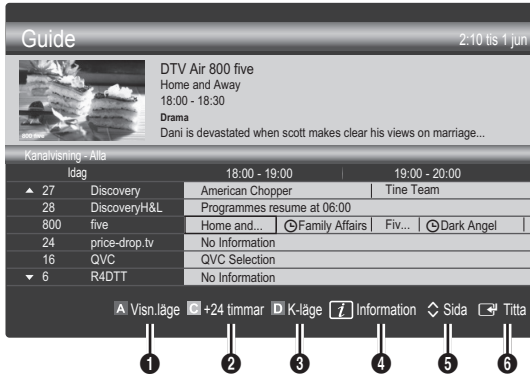 Guide
2:10 tis 1 jun
DTV Air 800 five
Home and Away
18:00 - 18:30
Drama
Dani is devastated when scott makes clear his views on marriage...
800 five
Kanalvisning - Alla
Idag 18:00 - 19:00 19:00 - 20:00
▲ 27 Discovery American Chopper Tine Team
28 DiscoveryH&L Programmes resume at 06:00
800 five Home and... Family Affairs Fiv... Dark Angel
24 price-drop.tv No Information
16 QVC QVC Selection
▼ 6 R4DTT No Information
A Visn.läge C +24 timmar D K-läge i Information Sida Titta
1 2 3 4 5 6